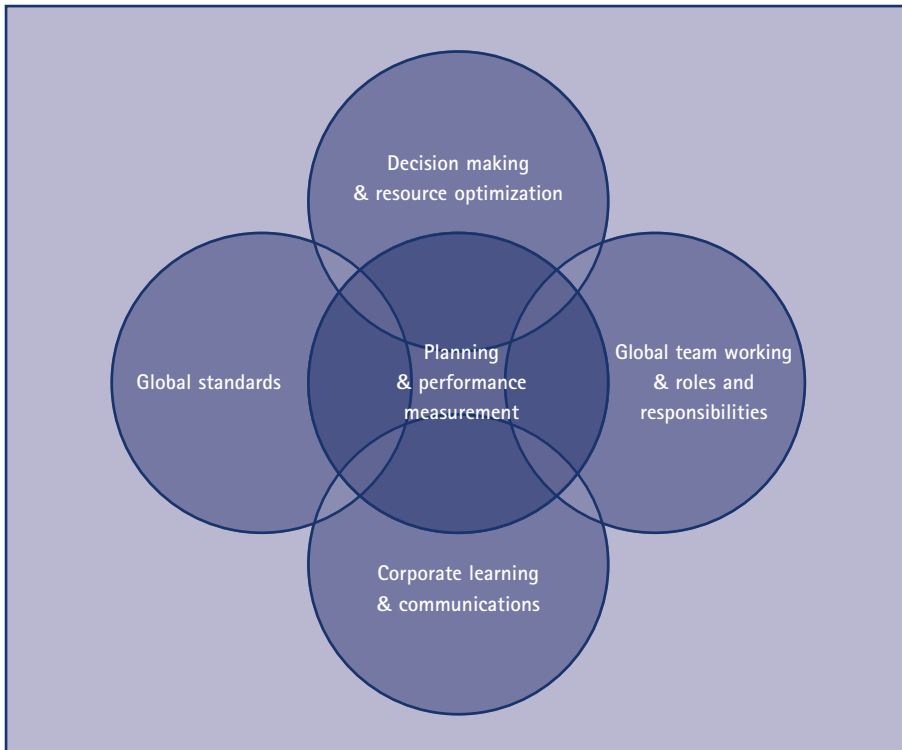 Decision making
& resource optimization
Global standards
Planning
& performance
measurement
Global team working
& roles and
responsibilities
Corporate learning
& communications